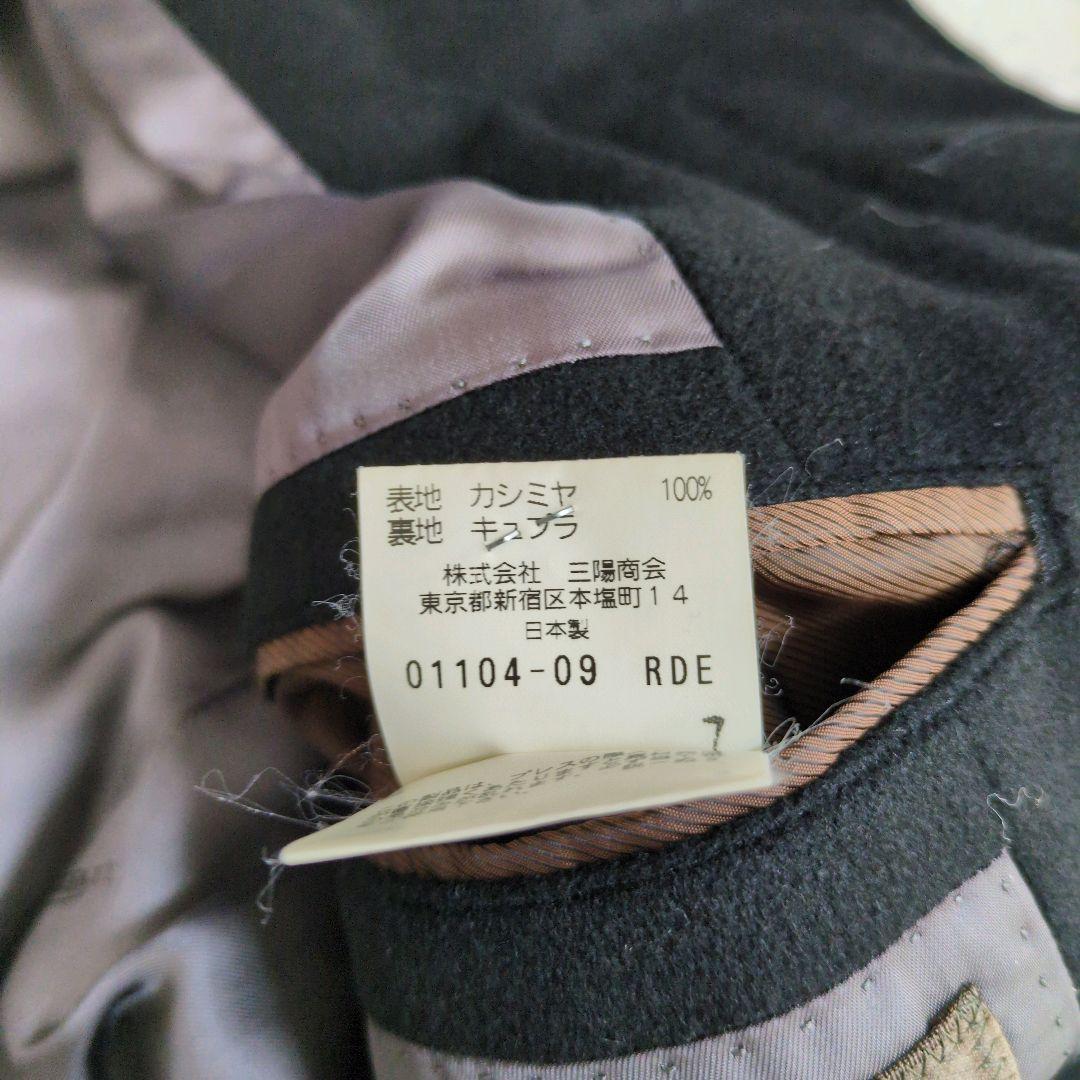 表地 カシミヤ 100%
裏地 キュプラ
株式会社 三陽商会
東京都新宿区本塩町14
日本製
01104-09 RDE
7